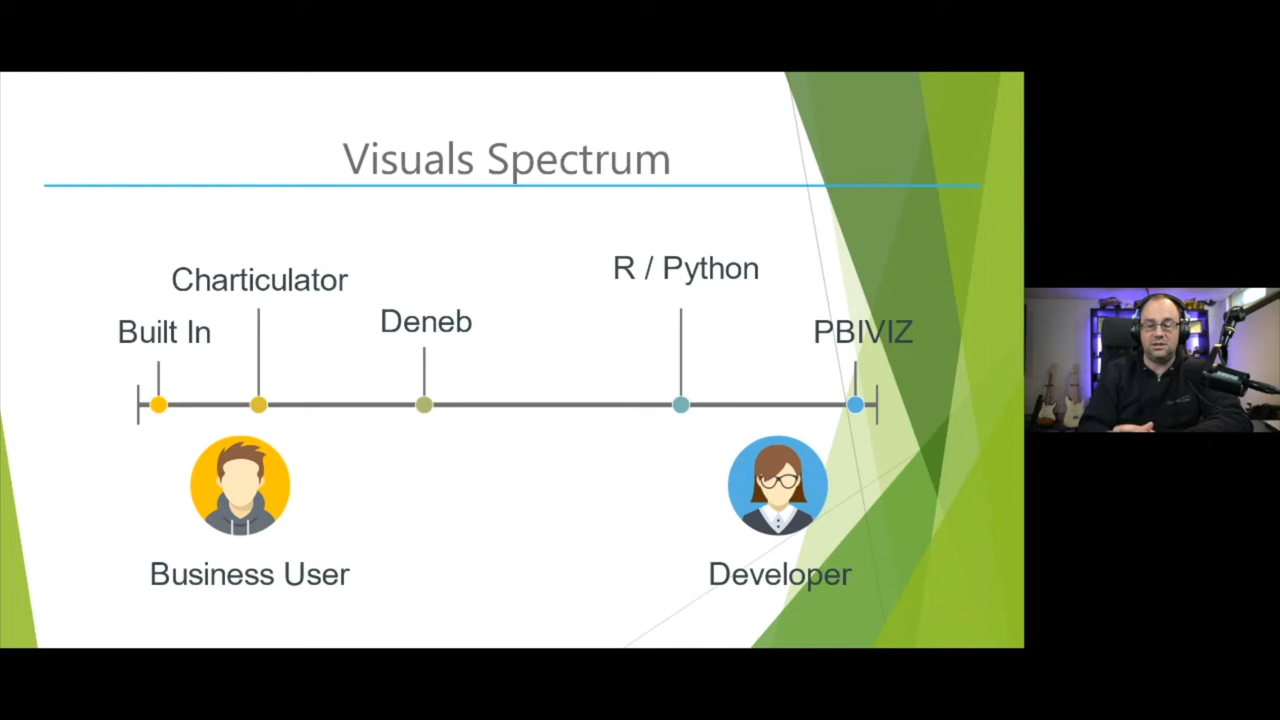 Visuals Spectrum
Charticulator
R / Python
Built In
Deneb
PBIVIZ
Business User
Developer